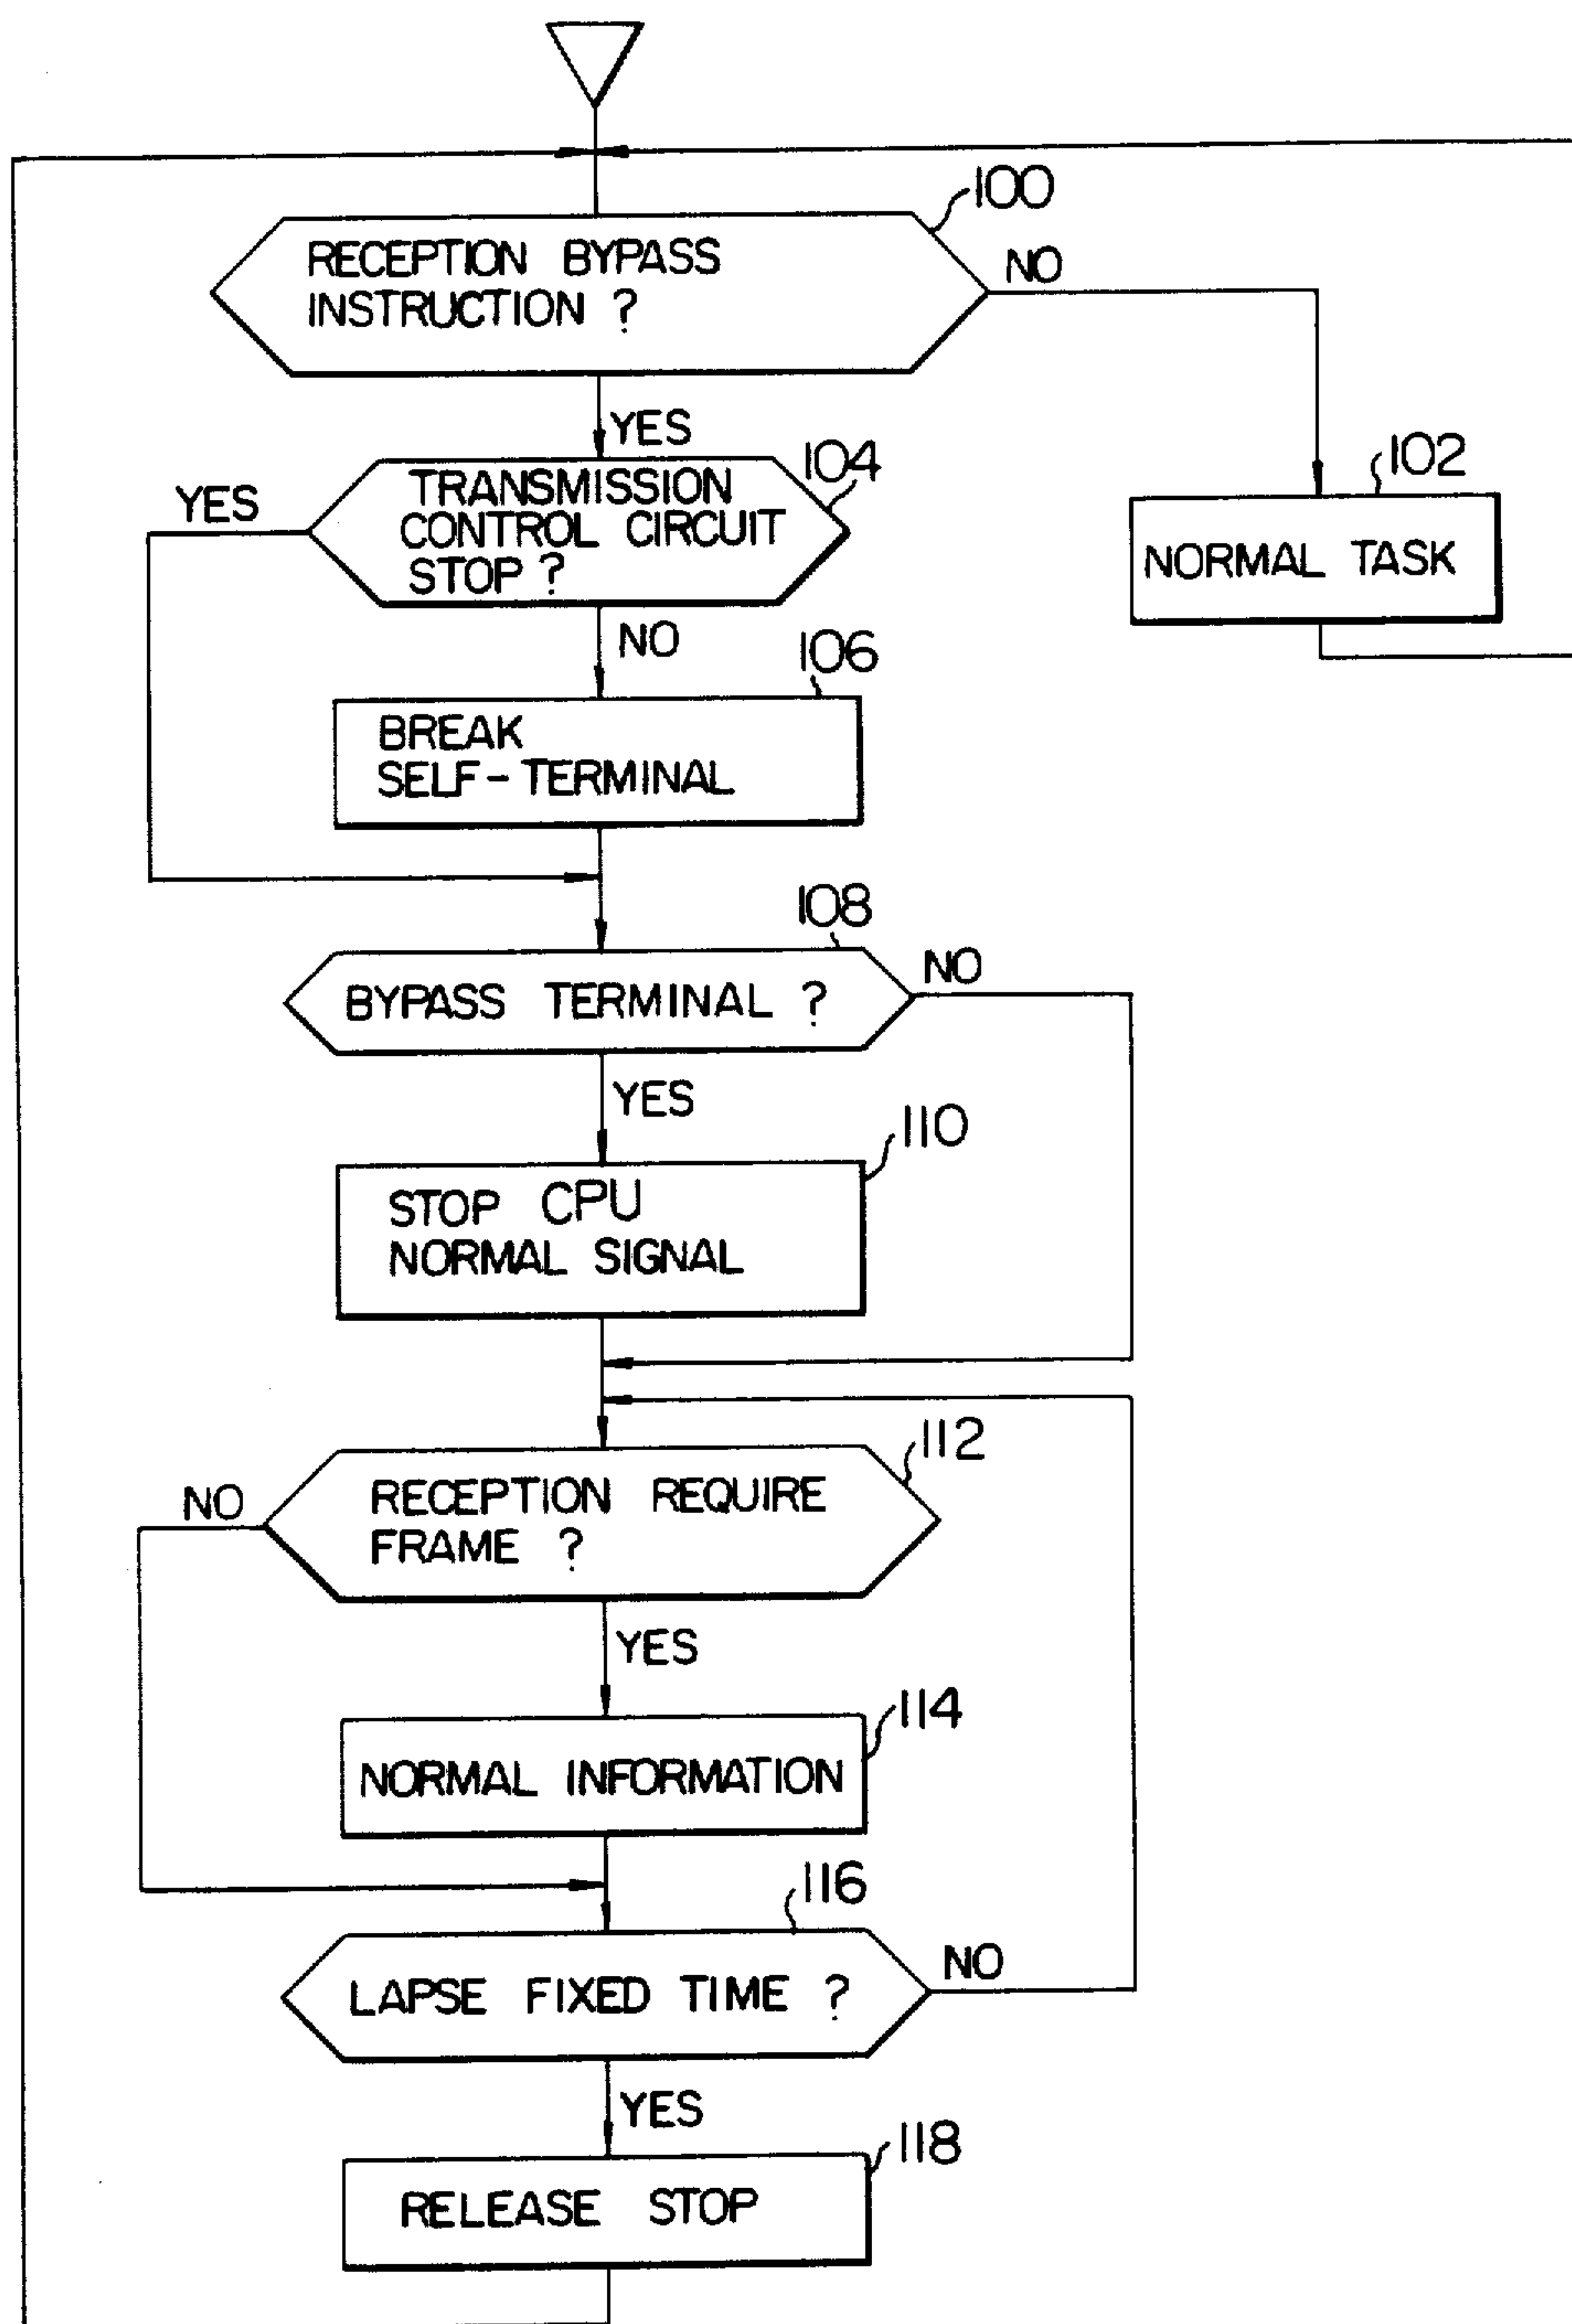 100
RECEPTION BYPASS
INSTRUCTION ?
NO
YES
104
102
YES
TRANSMISSION
CONTROL CIRCUIT
STOP ?
NORMAL TASK
NO
106
BREAK
SELF-TERMINAL
108
NO
BYPASS TERMINAL ?
YES
110
STOP CPU
NORMAL SIGNAL
112
NO
RECEPTION REQUIRE
FRAME ?
YES
114
NORMAL INFORMATION
116
NO
LAPSE FIXED TIME ?
YES
118
RELEASE STOP